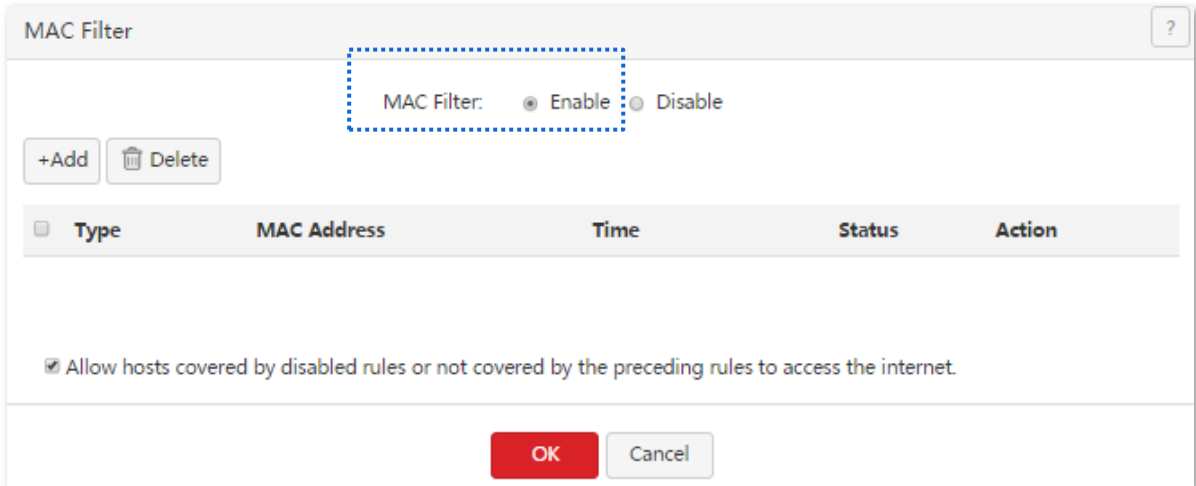 MAC Filter
?
MAC Filter: Enable Disable
+Add Delete
Type MAC Address Time Status Action
Allow hosts covered by disabled rules or not covered by the preceding rules to access the internet.
OK Cancel